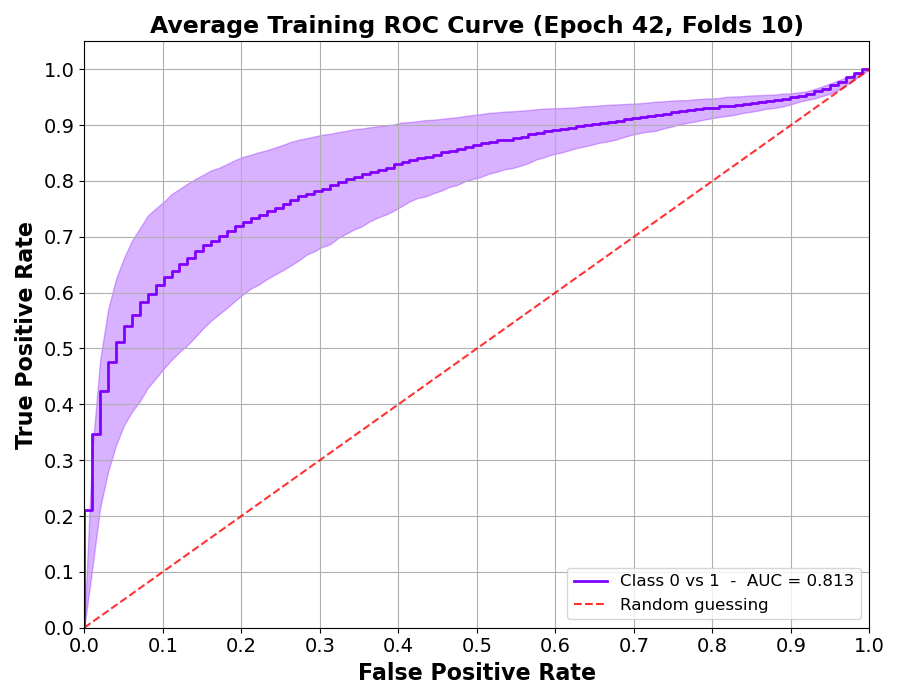 Average Training ROC Curve (Epoch 42, Folds 10)
True Positive Rate
1.0
0.9
0.8
0.7
0.6
0.5
0.4
0.3
0.2
0.1
0.0
Class 0 vs 1 - AUC = 0.813
Random guessing
0.0 0.1 0.2 0.3 0.4 0.5 0.6 0.7 0.8 0.9 1.0
False Positive Rate